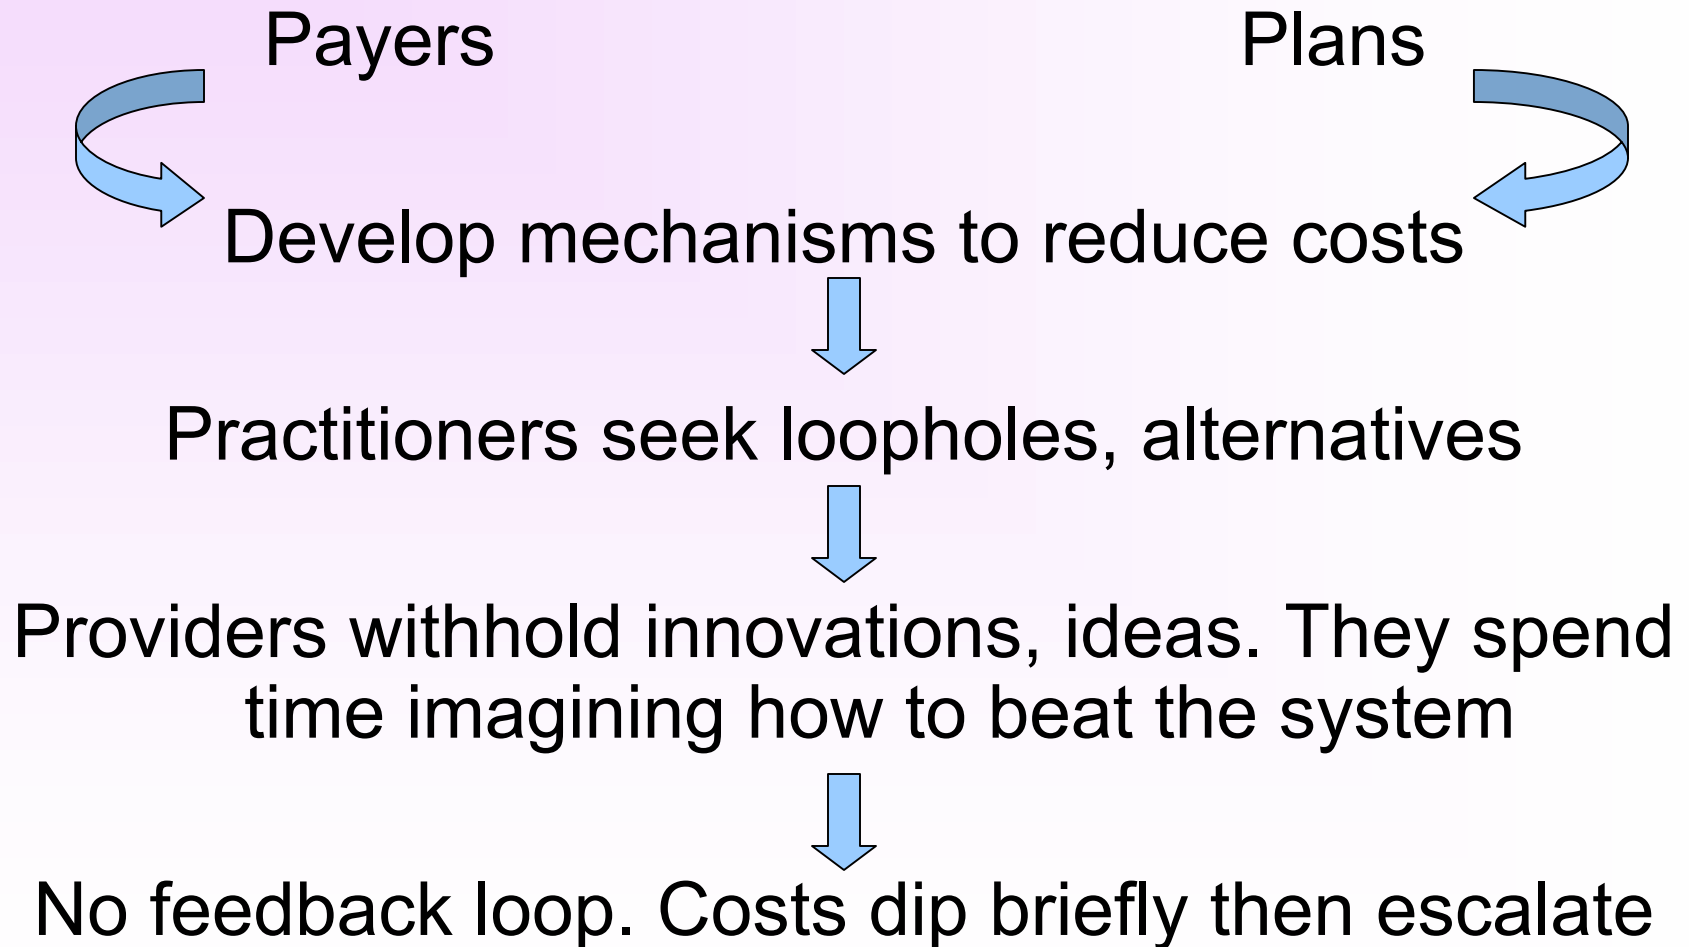 Payers Plans
Develop mechanisms to reduce costs
Practitioners seek loopholes, alternatives
Providers withhold innovations, ideas. They spend
time imagining how to beat the system
No feedback loop. Costs dip briefly then escalate